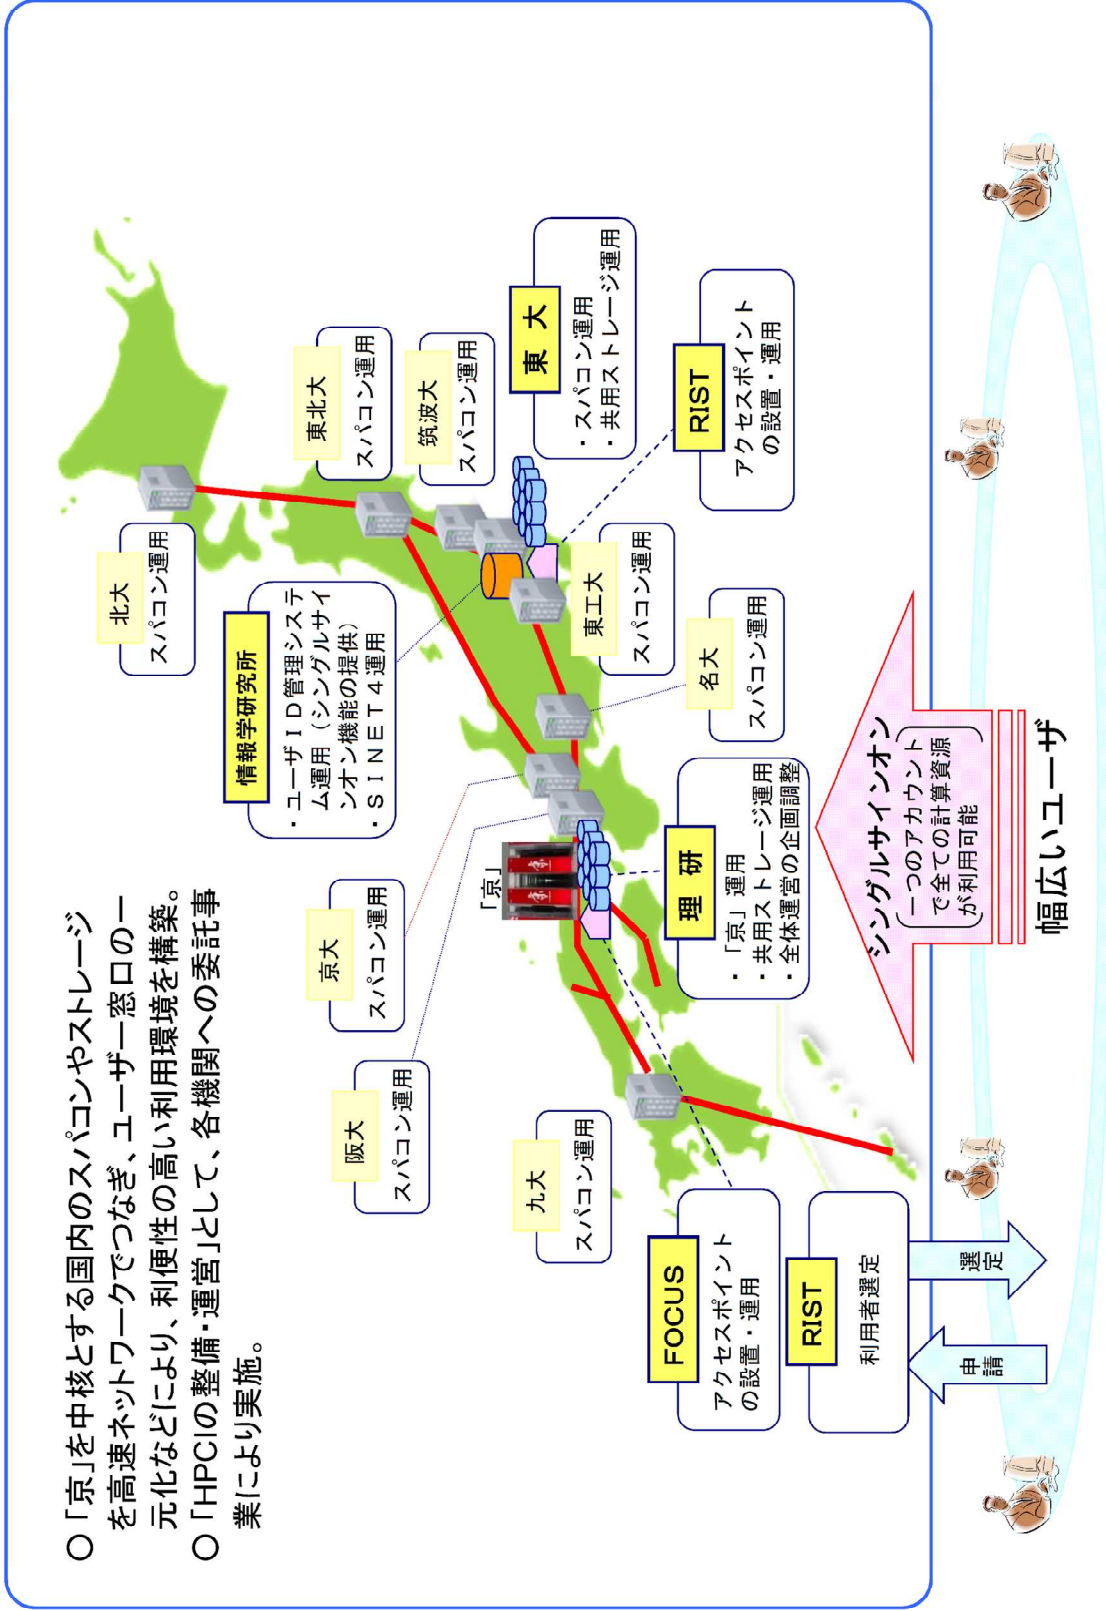 ○「京」を中核とする国内のスパコンやストレージ
を高速ネットワークでつなぎ、ユーザー窓口の一
元化などにより、利便性の高い利用環境を構築。
○「HPCIの整備・運営」として、各機関への委託事
業により実施。
北大
スパコン運用
東北大
スパコン運用
筑波大
スパコン運用
東 大
・スパコン運用
・共用ストレージ運用
RIST
アクセスポイント
の設置・運用
情報学研究所
・ユーザID管理システ
ム運用（シングルサイ
ンオン機能の提供）
・SINET4運用
東工大
スパコン運用
名大
スパコン運用
京大
スパコン運用
阪大
スパコン運用
「京」
京
京
理 研
・「京」運用
・共用ストレージ運用
・全体運営の企画調整
九大
スパコン運用
FOCUS
アクセスポイント
の設置・運用
RIST
利用者選定
申請
選定
シングルサインオン
一つのアカウント
で全ての計算資源
が利用可能
幅広いユーザ